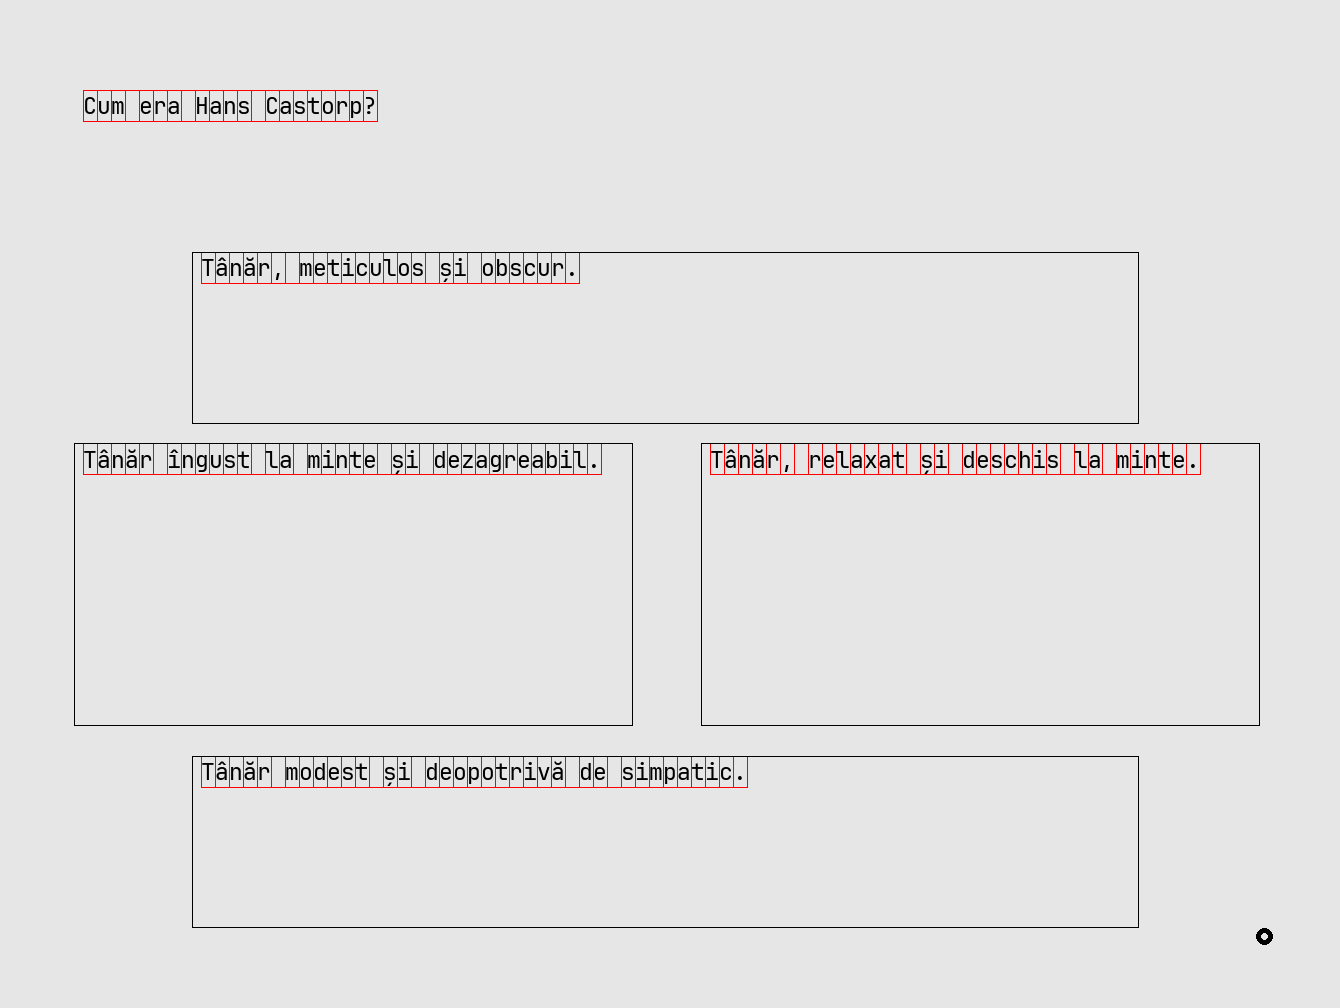 Cum era Hans Castorp?
Tânăr, meticulos și obscur.
Tânăr îngust la minte și dezagreabil.
Tânăr, relaxat și deschis la minte.
Tânăr modest și deopotrivă de simpatic.